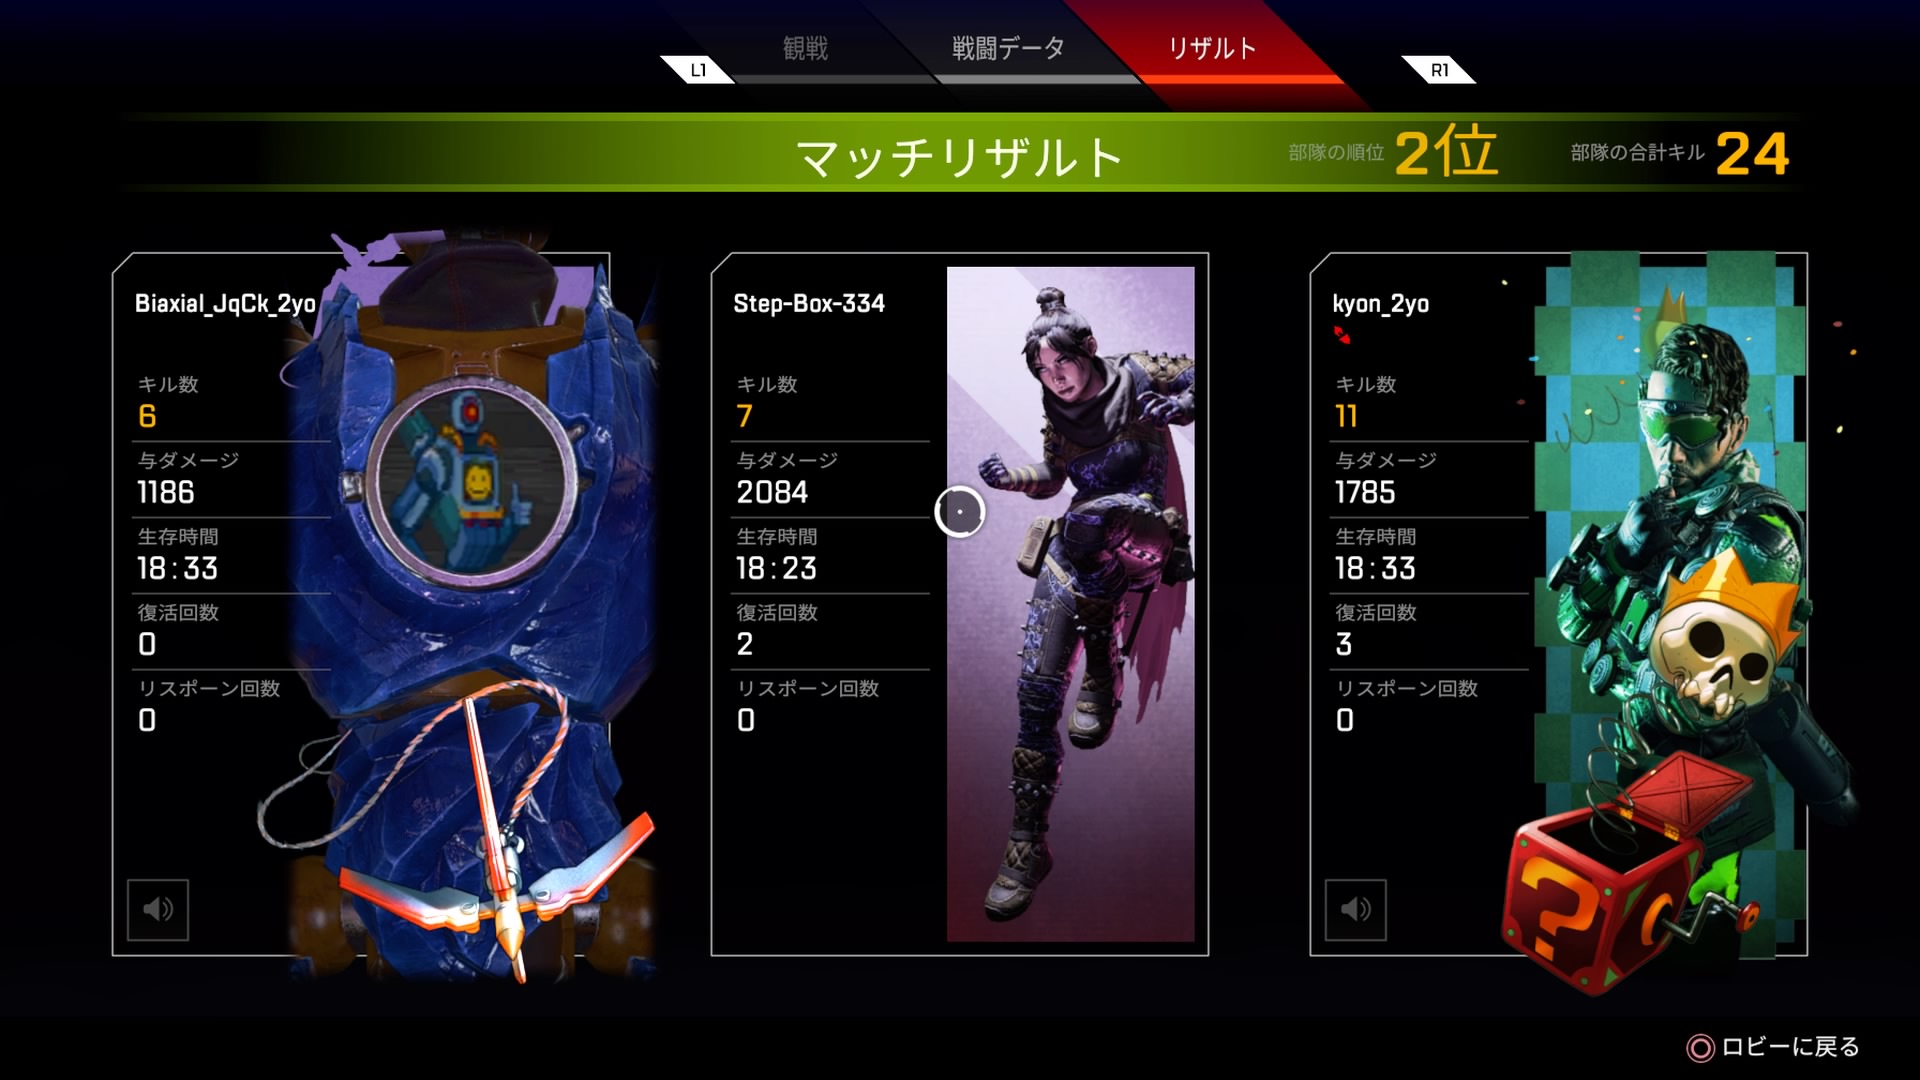 L1
観戦
戦闘データ
リザルト
R1
マッチリザルト
部隊の順位 2位
部隊の合計キル 24
Biaxial_JqCk_2yo
キル数
6
与ダメージ
1186
生存時間
18:33
復活回数
0
リスポーン回数
0
Step-Box-334
キル数
7
与ダメージ
2084
生存時間
18:23
復活回数
2
リスポーン回数
0
kyon_2yo
キル数
11
与ダメージ
1785
生存時間
18:33
復活回数
3
リスポーン回数
0
?
ロビーに戻る